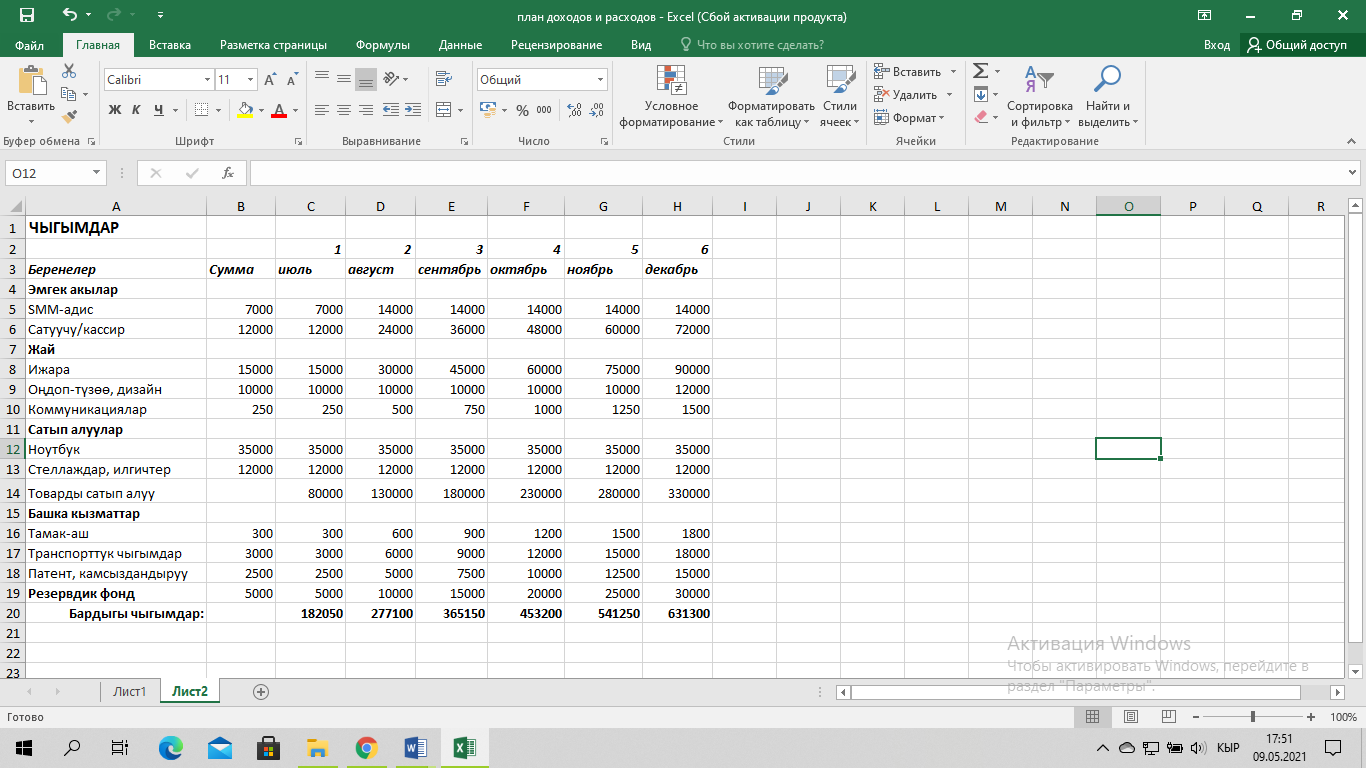 план доходов и расходов - Excel (Сбой активации продукта)
Файл Главная Вставка Разметка страницы Формулы Данные Рецензирование Вид Что вы хотите сделать? Вход Общий доступ
Вставить Calibri 11 Общий Условное форматирование Форматировать как таблицу Стили ячеек Вставить Удалить Формат Сортировка и фильтр Найти и выделить
Ж К Ч % 000
Буфер обмена Шрифт Выравнивание Число Стили Ячейки Редактирование
O12 fx
A B C D E F G H I J K L M N O P Q R
1 ЧЫГЫМДАР
2 1 2 3 4 5 6
3 Беренелер Сумма июль август сентябрь октябрь ноябрь декабрь
4 Эмгек акылар
5 SMM-адис 7000 7000 14000 14000 14000 14000 14000
6 Сатуучу/кассир 12000 12000 24000 36000 48000 60000 72000
7 Жай
8 Ижара 15000 15000 30000 45000 60000 75000 90000
9 Оңдоп-түзөө, дизайн 10000 10000 10000 10000 10000 10000 12000
10 Коммуникациялар 250 250 500 750 1000 1250 1500
11 Сатып алуулар
12 Ноутбук 35000 35000 35000 35000 35000 35000 35000
13 Стеллаждар, илгичтер 12000 12000 12000 12000 12000 12000 12000
14 Товарды сатып алуу 80000 130000 180000 230000 280000 330000
15 Башка кызматтар
16 Тамак-аш 300 300 600 900 1200 1500 1800
17 Транспорттук чыгымдар 3000 3000 6000 9000 12000 15000 18000
18 Патент, камсыздандыруу 2500 2500 5000 7500 10000 12500 15000
19 Резервдик фонд 5000 5000 10000 15000 20000 25000 30000
20 Бардыгы чыгымдар: 182050 277100 365150 453200 541250 631300
21
22
23
Активация Windows
Чтобы активировать Windows, перейдите в
раздел "Параметры".
Лист1 Лист2
Готово 100%
КЫР 17:51
09.05.2021